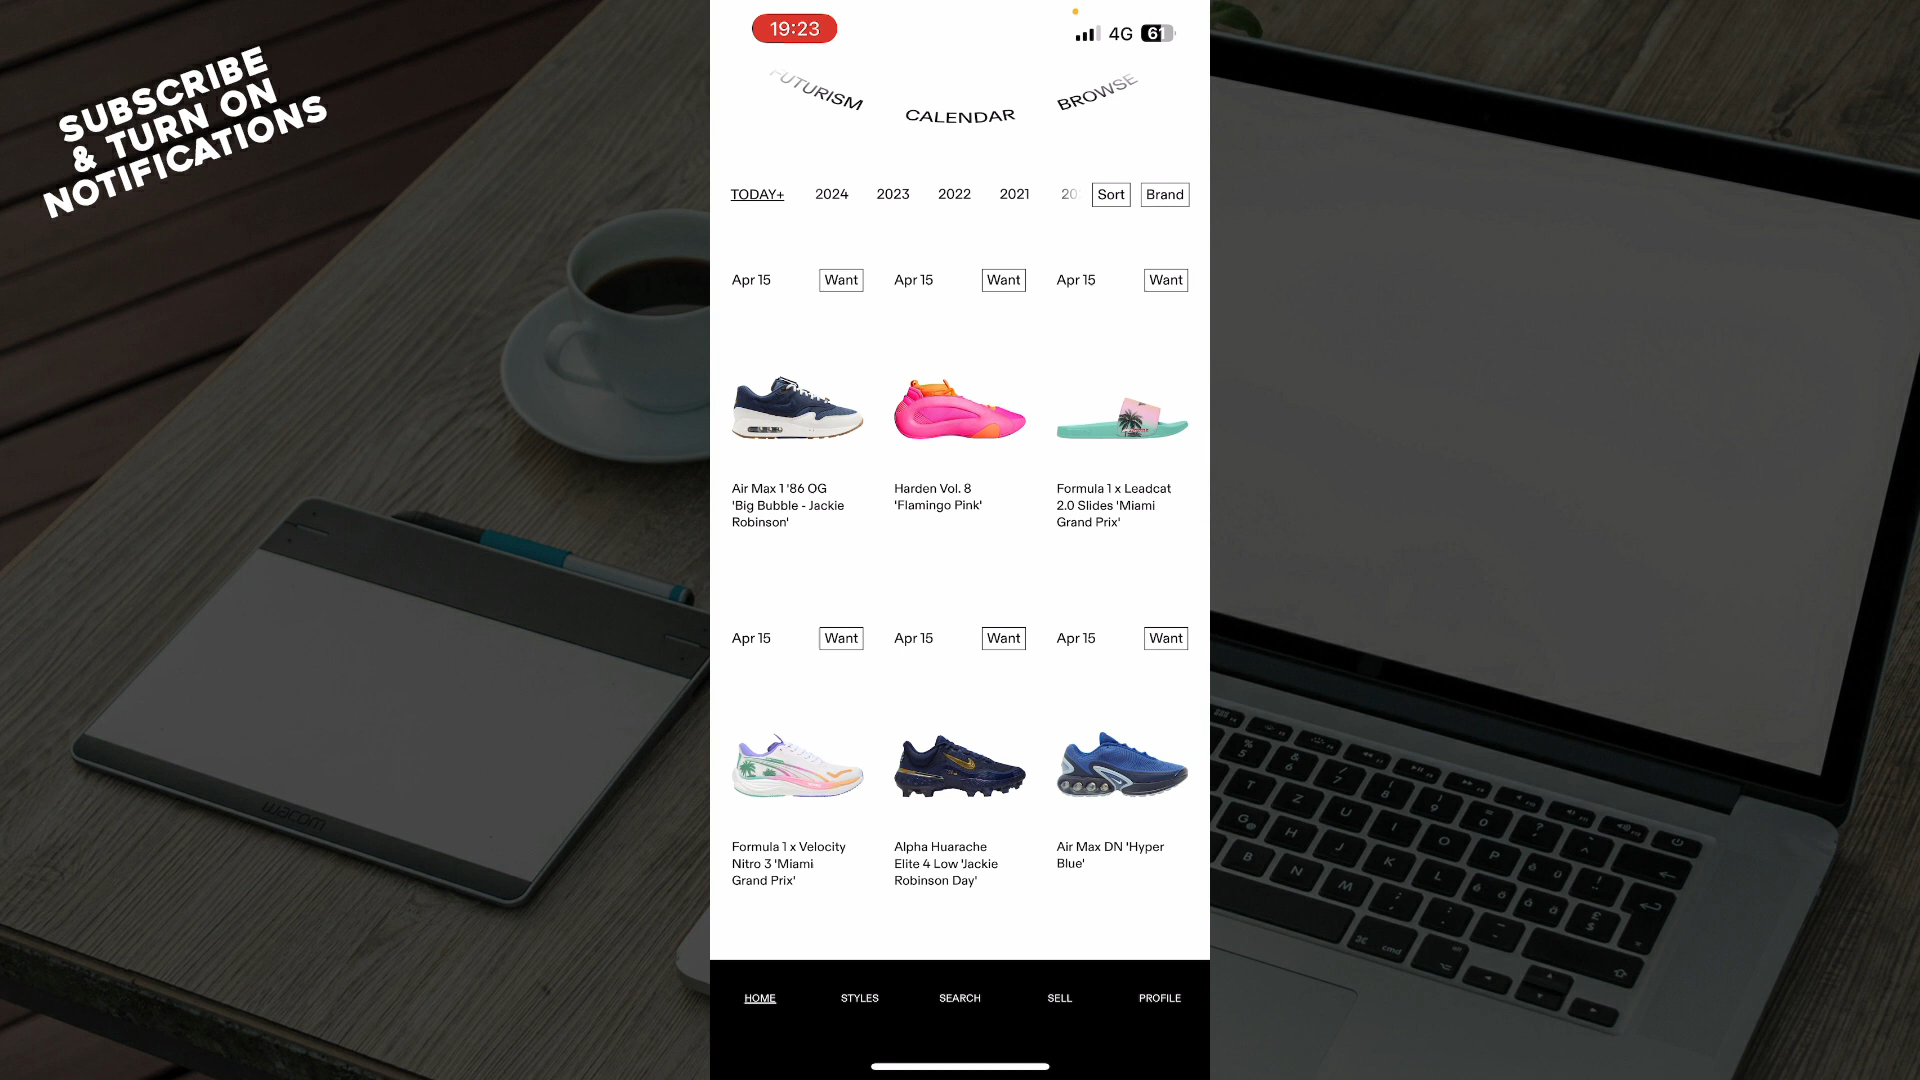 SUBSCRIBE
& TURN ON
NOTIFICATIONS
19:23
4G 61
FUTURISM
CALENDAR
BROWSE
TODAY+ 2024 2023 2022 2021 20 Sort Brand
Apr 15 Want Apr 15 Want Apr 15 Want
Air Max 1 '86 OG
'Big Bubble - Jackie
Robinson'
Harden Vol. 8
'Flamingo Pink'
Formula 1 x Leadcat
2.0 Slides 'Miami
Grand Prix'
Apr 15 Want Apr 15 Want Apr 15 Want
Formula 1 x Velocity
Nitro 3 'Miami
Grand Prix'
Alpha Huarache
Elite 4 Low 'Jackie
Robinson Day'
Air Max DN 'Hyper
Blue'
HOME STYLES SEARCH SELL PROFILE
wacom